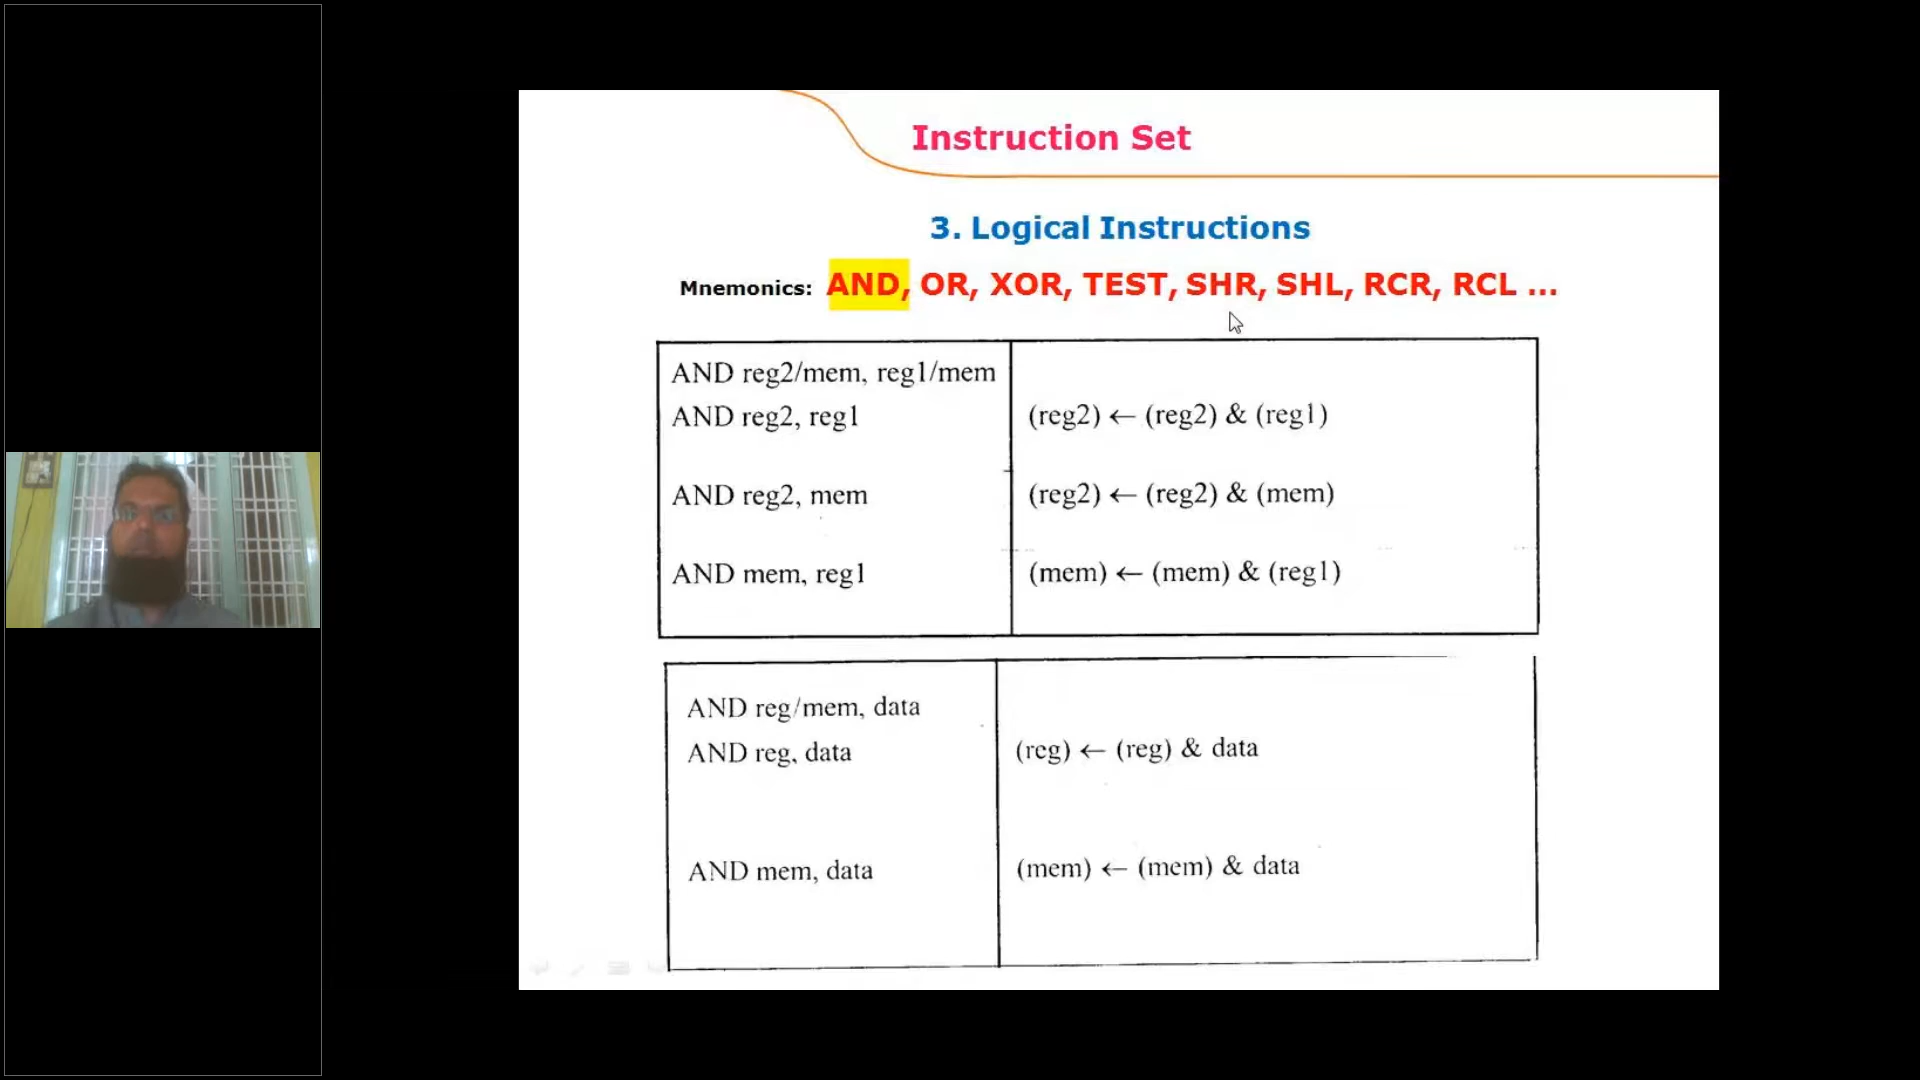 Instruction Set
3. Logical Instructions
Mnemonics: AND, OR, XOR, TEST, SHR, SHL, RCR, RCL ...
AND reg2/mem, reg1/mem
AND reg2, reg1 (reg2) ← (reg2) & (reg1)
AND reg2, mem (reg2) ← (reg2) & (mem)
AND mem, reg1 (mem) ← (mem) & (reg1)
AND reg/mem, data
AND reg, data (reg) ← (reg) & data
AND mem, data (mem) ← (mem) & data